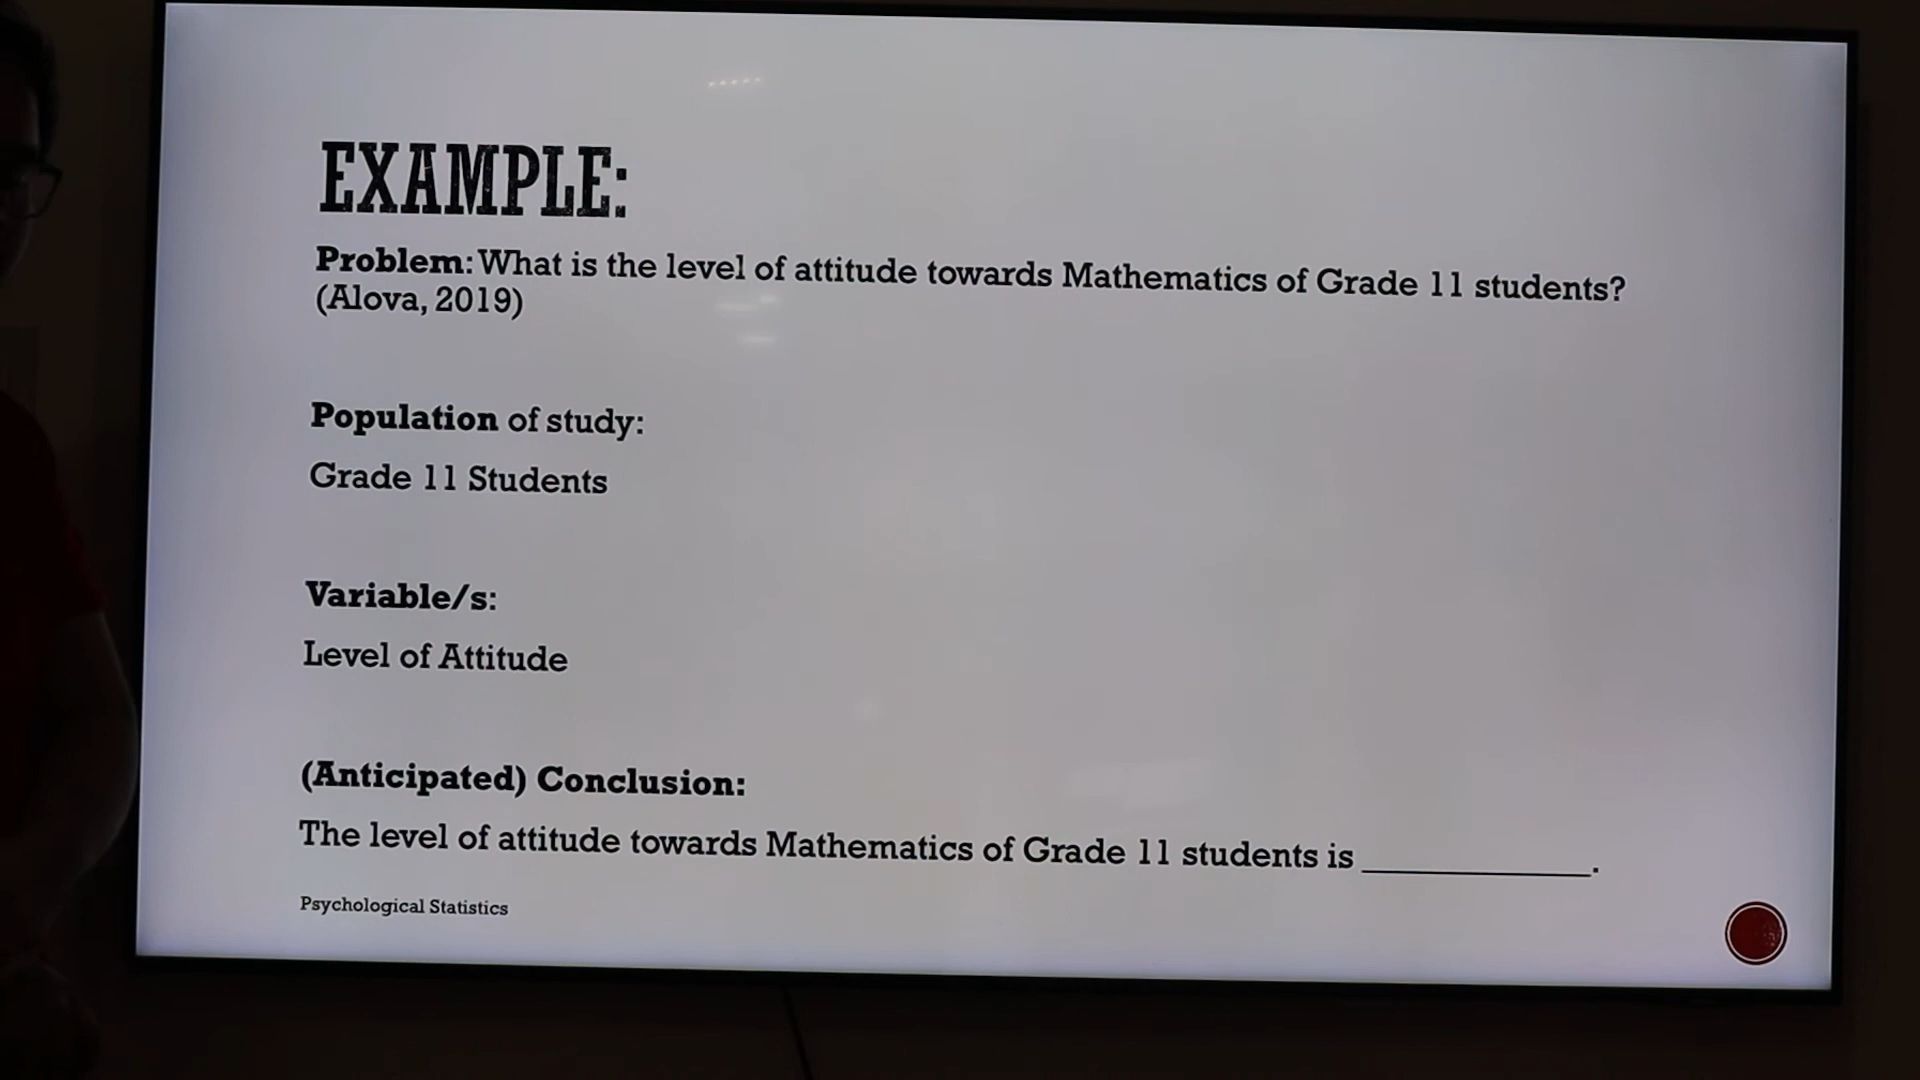 EXAMPLE:
Problem: What is the level of attitude towards Mathematics of Grade 11 students?
(Alova, 2019)
Population of study:
Grade 11 Students
Variable/s:
Level of Attitude
(Anticipated) Conclusion:
The level of attitude towards Mathematics of Grade 11 students is ____________.
Psychological Statistics